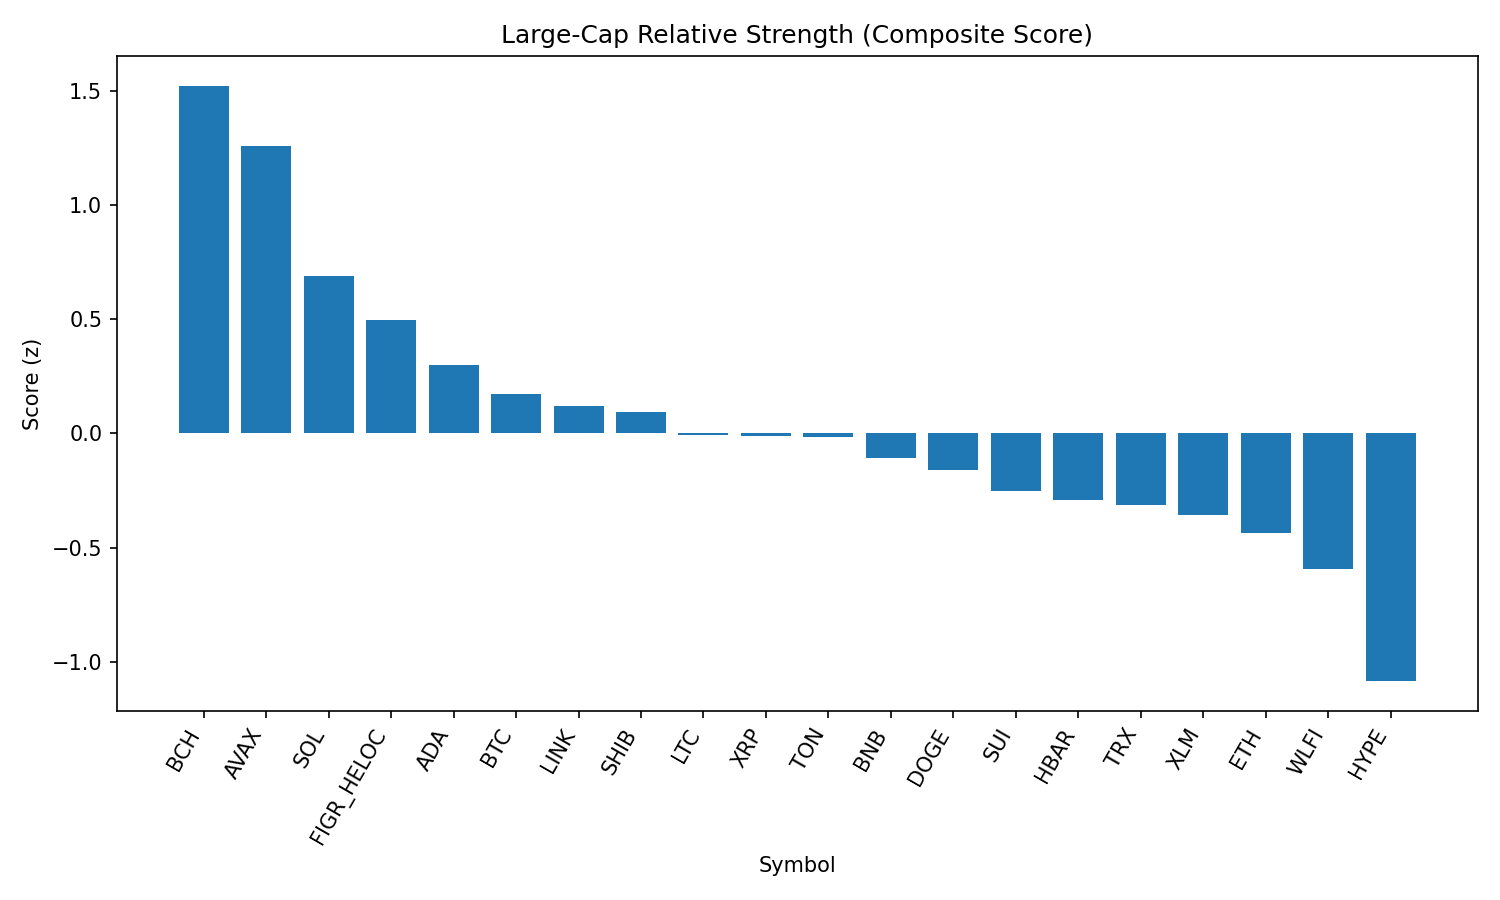 Large-Cap Relative Strength (Composite Score)
Score (z)
1.5
1.0
0.5
0.0
−0.5
−1.0
BCH
AVAX
SOL
FIGR_HELOC
ADA
BTC
LINK
SHIB
LTC
XRP
TON
BNB
DOGE
SUI
HBAR
TRX
XLM
ETH
WLFI
HYPE
Symbol